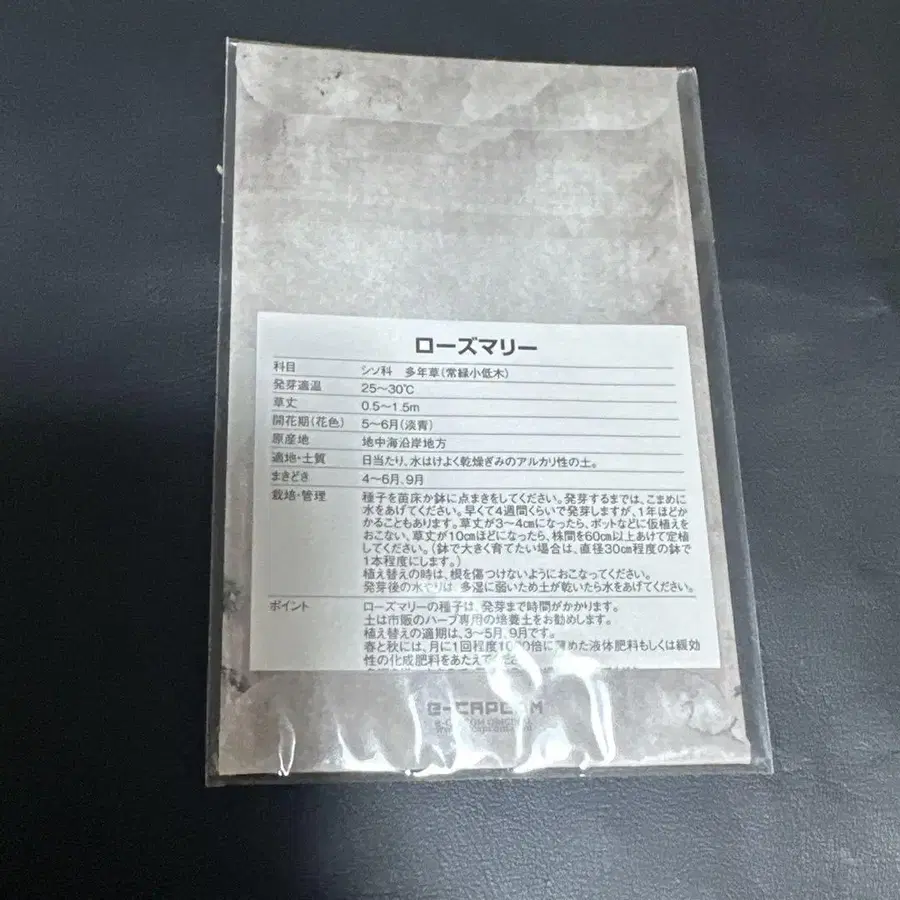 ローズマリー
科目 シソ科 多年草(常緑小低木)
発芽適温 25〜30℃
草丈 0.5〜1.5m
開花期(花色) 5〜6月(淡青)
原産地 地中海沿岸地方
適地・土質 日当たり、水はけよく乾燥ぎみのアルカリ性の土。
まきどき 4〜6月、9月
栽培・管理 種子を苗床か鉢に点まきをしてください。発芽するまでは、こまめに
水をあげてください。早くて4週間くらいで発芽しますが、1年ほどか
かることもあります。草丈が3〜4cmになったら、ポットなどに仮植えを
おこない、草丈が10cmほどになったら、株間を60cm以上あけて定植
してください。(鉢で大きく育てたい場合は、直径30cm程度の鉢で
1本程度にします。)
植え替えの時は、根を傷つけないようにおこなってください。
発芽後の水やりは、多湿に弱いため土が乾いたら水をあげてください。
ポイント ローズマリーの種子は、発芽まで時間がかかります。
土は市販のハーブ専用の培養土をお勧めします。
植え替えの適期は、3〜5月、9月です。
春と秋には、月に1回程度1000倍に薄めた液体肥料もしくは緩効
性の化成肥料をあたえて
e-CAPCOM